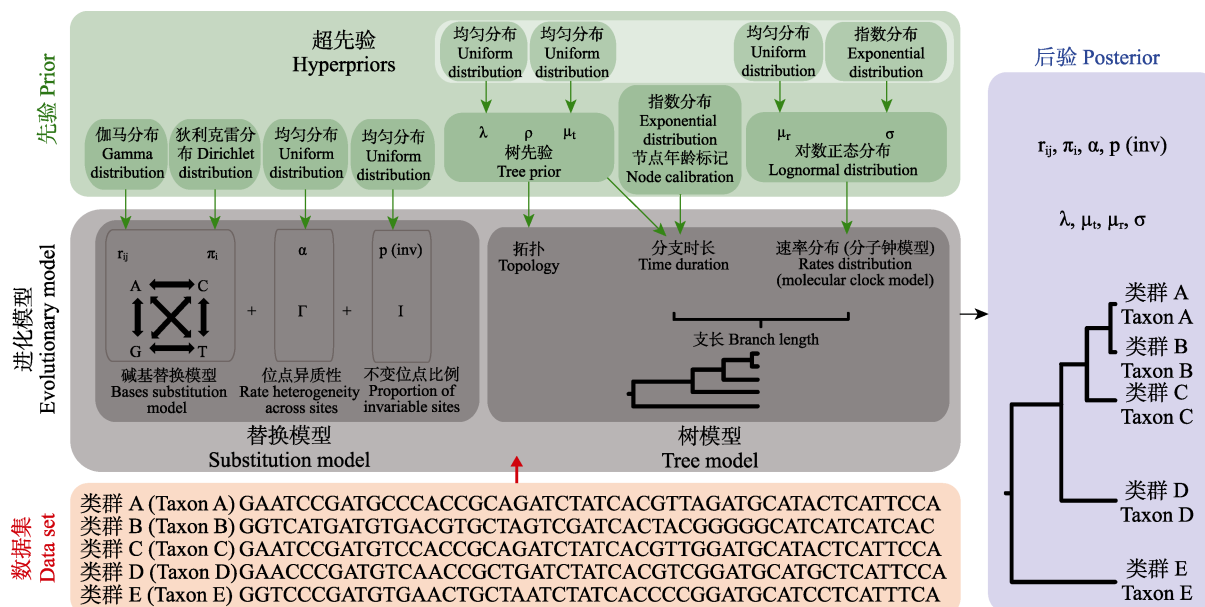 先验 Prior
超先验
Hyperpriors
均匀分布
Uniform
distribution
均匀分布
Uniform
distribution
均匀分布
Uniform
distribution
指数分布
Exponential
distribution
伽马分布
Gamma
distribution
狄利克雷分
布 Dirichlet
distribution
均匀分布
Uniform
distribution
均匀分布
Uniform
distribution
λ ρ μt
树先验
Tree prior
指数分布
Exponential
distribution
节点年龄标记
Node calibration
μr σ
对数正态分布
Lognormal distribution
进化模型
Evolutionary model
rij πi
A C
G T
碱基替换模型
Bases substitution
model
+
α
Γ
位点异质性
Rate heterogeneity
across sites
+
p (inv)
I
不变位点比例
Proportion of
invariable sites
替换模型
Substitution model
拓扑
Topology
分支时长
Time duration
速率分布 (分子钟模型)
Rates distribution
(molecular clock model)
支长 Branch length
树模型
Tree model
数据集
Data set
类群 A (Taxon A) GAATCCGATGCCCACCGCAGATCTATCACGTTAGATGCATACTCATTCCA
类群 B (Taxon B) GGTCATGATGTGACGTGCTAGTCGATCACTACGGGGGCATCATCATCAC
类群 C (Taxon C) GAATCCGATGTCCACCGCAGATCTATCACGTTGGATGCATACTCATTCCA
类群 D (Taxon D) GAACCCGATGTCAACCGCTGATCTATCACGTCGGATGCATGCTCATTCCA
类群 E (Taxon E) GGTCCCGATGTGAACTGCTAATCTATCACCCCGGATGCATCCTCATTTCA
后验 Posterior
rij, πi, α, p (inv)
λ, μt, μr, σ
类群 A
Taxon A
类群 B
Taxon B
类群 C
Taxon C
类群 D
Taxon D
类群 E
Taxon E